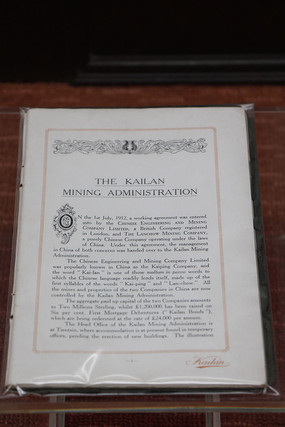 THE KAILAN
MINING ADMINISTRATION
ON the 1st July, 1912, a working agreement was entered
into by the CHINESE ENGINEERING AND MINING
COMPANY LIMITED, a British Company registered
in London, and THE LANCHOW MINING COMPANY,
a purely Chinese Company operating under the laws
of China. Under this agreement, the management
in China of both concerns was handed over to the Kailan Mining
Administration.
The Chinese Engineering and Mining Company Limited
was popularly known in China as the Kaiping Company, and
the word "Kai-lan" is one of those methods in parous words to
which the Chinese language readily lends itself, made up of the
first syllables of the words "Kai-ping" and "Lan-chow." All
the mines and properties of the two Companies in China are now
controlled by the Kailan Mining Administration.
The aggregate paid up capital of the two Companies amounts
to Two Millions Sterling, whilst £1,500,000 has been raised on
Six per cent. First Mortgage Debentures ("Kailan Bonds"),
which are being redeemed at the rate of £24,000 per annum.
The Head Office of the Kailan Mining Administration is
at Tientsin, where accommodation is at present found in temporary
offices, pending the erection of new buildings. The illustration